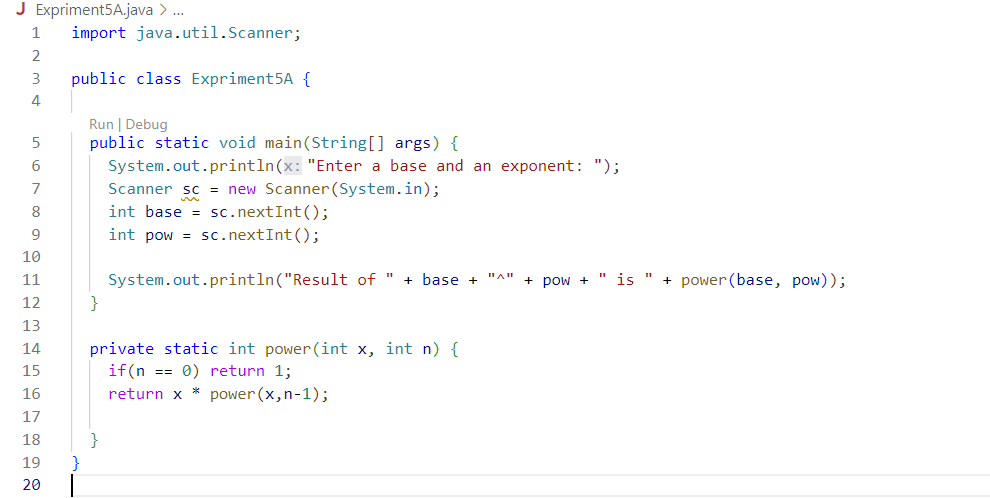 J Expriment5A.java > ...
1 import java.util.Scanner;
2
3 public class Expriment5A {
4
Run | Debug
5 public static void main(String[] args) {
6 System.out.println(x: "Enter a base and an exponent: ");
7 Scanner sc = new Scanner(System.in);
8 int base = sc.nextInt();
9 int pow = sc.nextInt();
10
11 System.out.println("Result of " + base + "^" + pow + " is " + power(base, pow));
12 }
13
14 private static int power(int x, int n) {
15 if(n == 0) return 1;
16 return x * power(x,n-1);
17
18 }
19 }
20